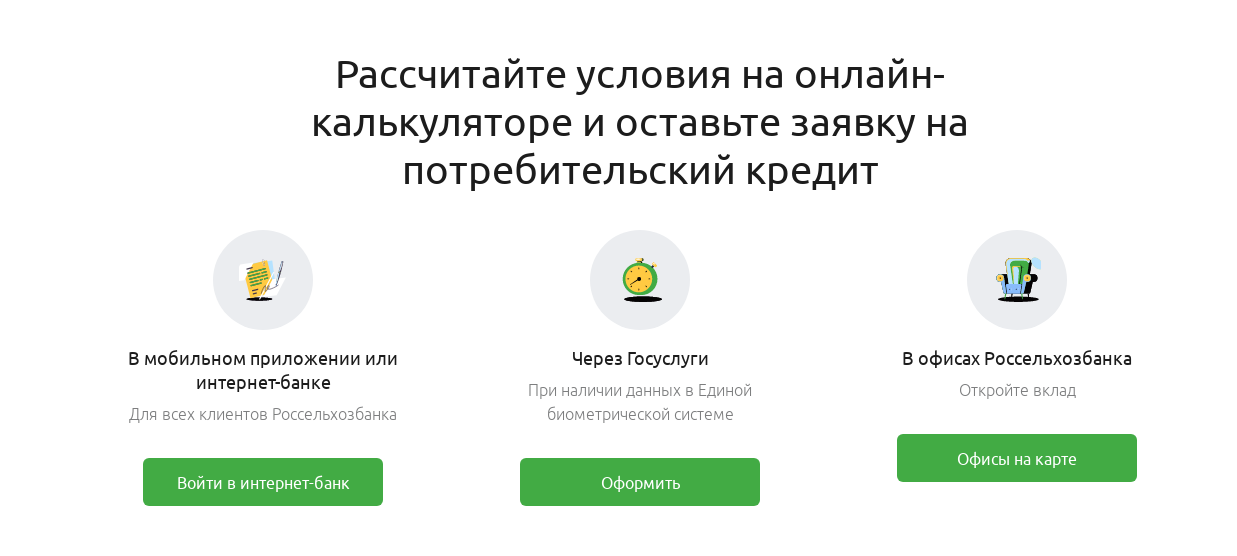 Рассчитайте условия на онлайн-
калькуляторе и оставьте заявку на
потребительский кредит
В мобильном приложении или
интернет-банке
Для всех клиентов Россельхозбанка
Войти в интернет-банк
Через Госуслуги
При наличии данных в Единой
биометрической системе
Оформить
В офисах Россельхозбанка
Откройте вклад
Офисы на карте